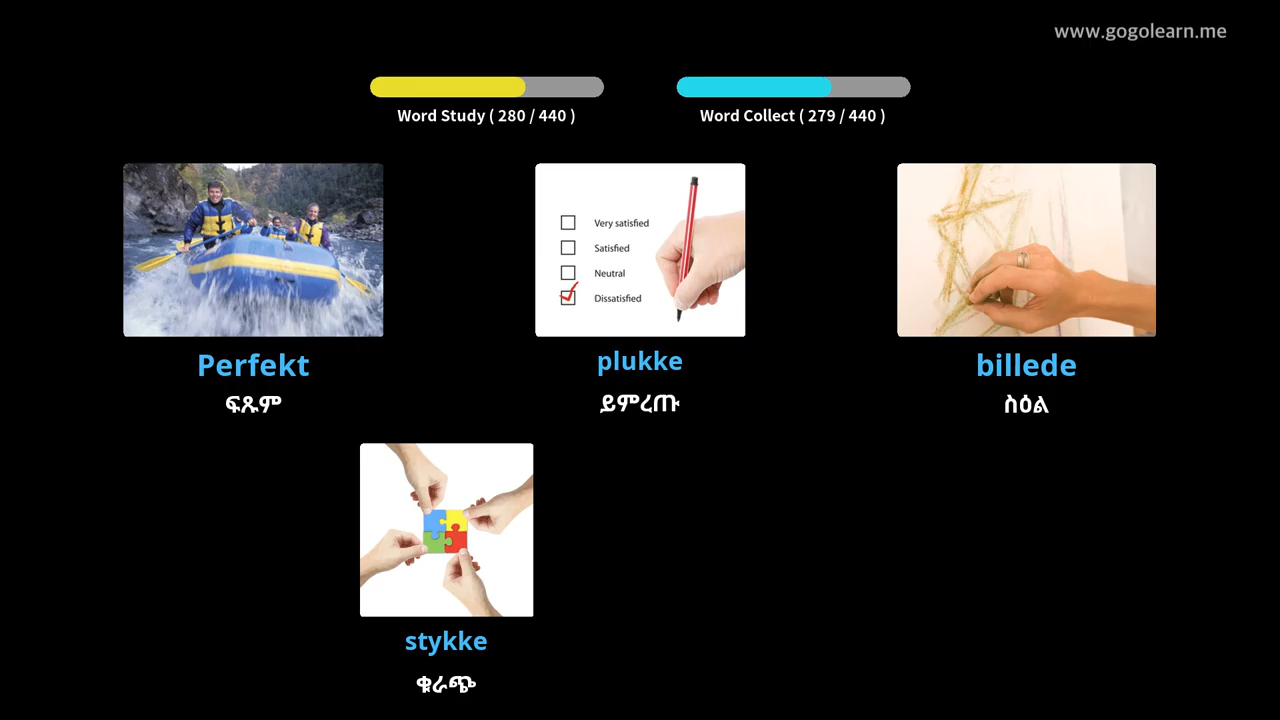 www.gogolearn.me
Word Study ( 280 / 440 )
Word Collect ( 279 / 440 )
Very satisfied
Satisfied
Neutral
Dissatisfied
Perfekt
ፍጹም
plukke
ይምረጡ
billede
ስዕል
stykke
ቁራጭ